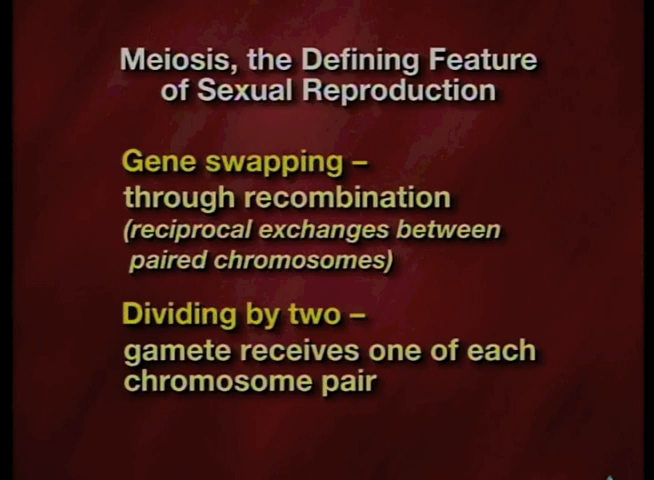 Meiosis, the Defining Feature
of Sexual Reproduction
Gene swapping –
through recombination
(reciprocal exchanges between
paired chromosomes)
Dividing by two –
gamete receives one of each
chromosome pair